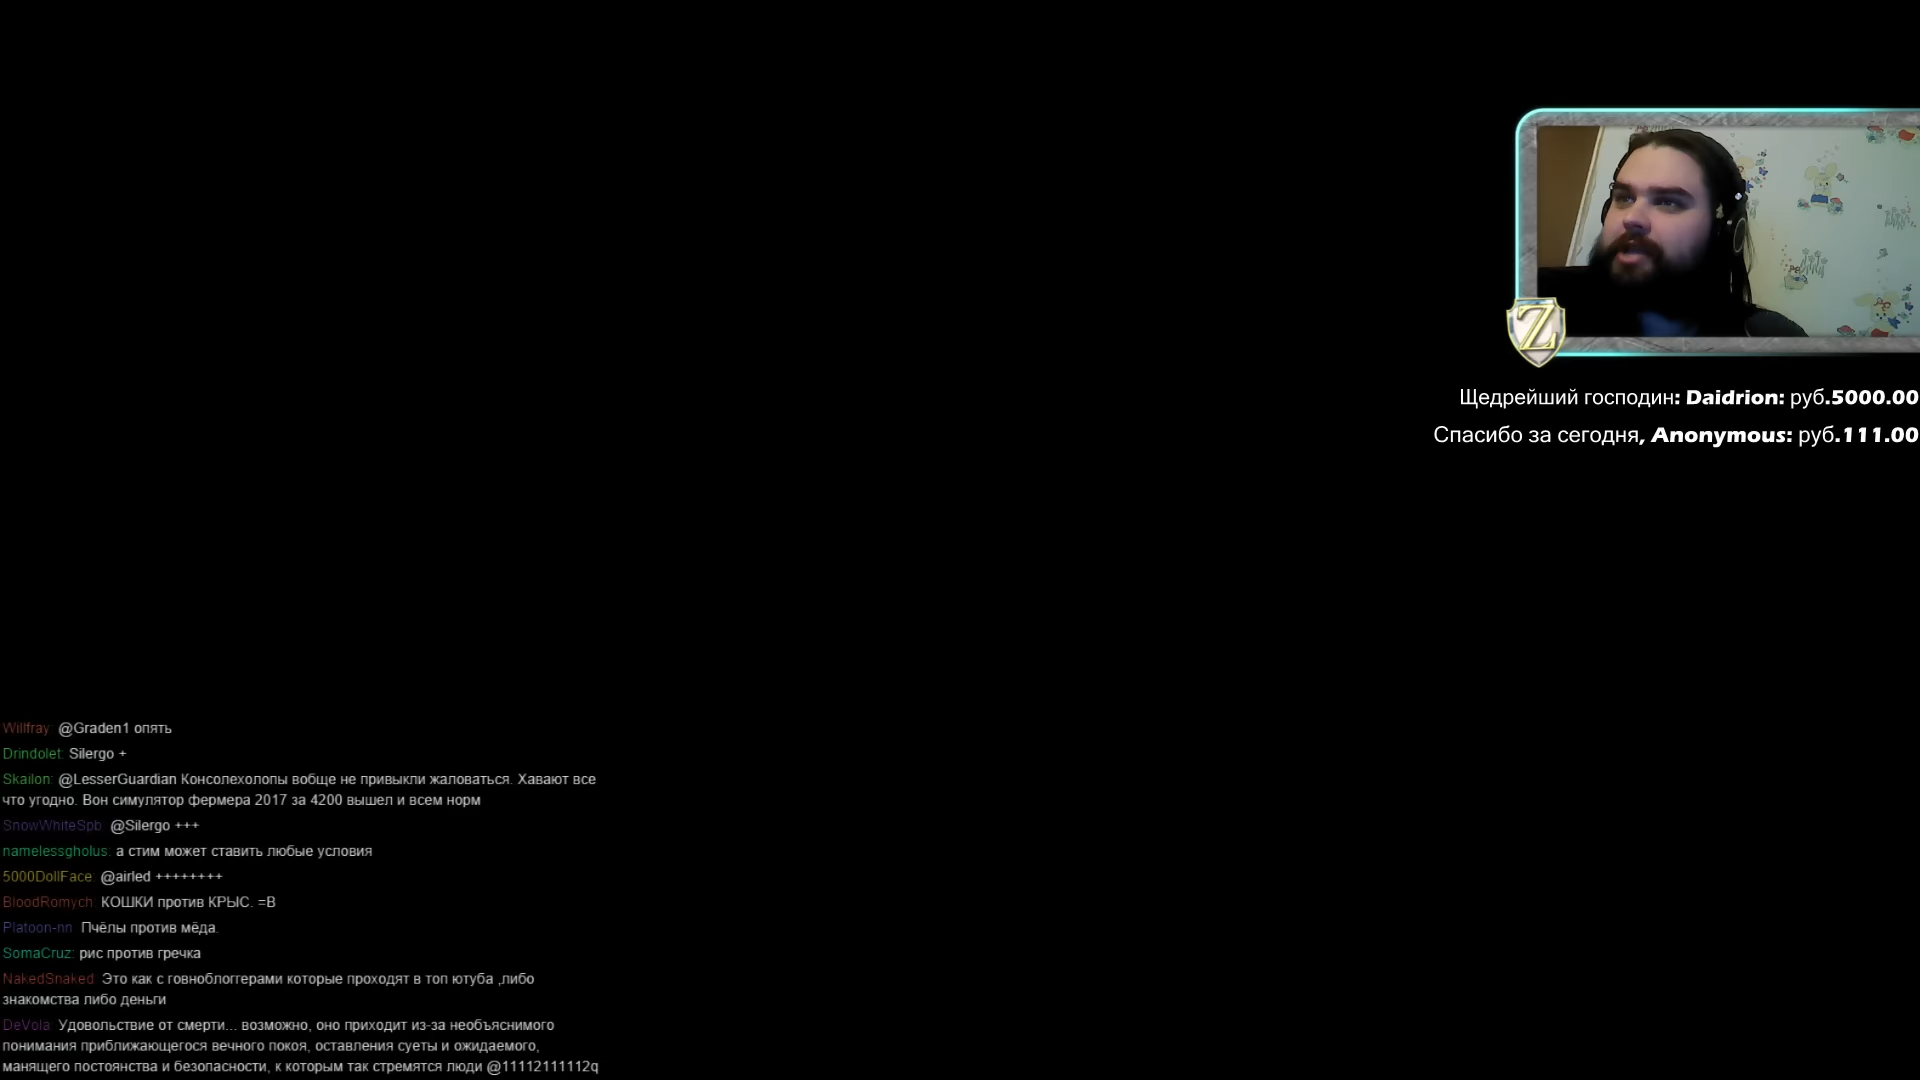 Z
Щедрейший господин: Daidrion: руб.5000.00
Спасибо за сегодня, Anonymous: руб.111.00
Willfray: @Graden1 опять
Drindolet: Silergo +
Skailon: @LesserGuardian Консолехолопы вобще не привыкли жаловаться. Хавают все
что угодно. Вон симулятор фермера 2017 за 4200 вышел и всем норм
SnowWhiteSpb: @Silergo +++
namelessgholus: а стим может ставить любые условия
5000DollFace: @airled ++++++++
BloodRomych: КОШКИ против КРЫС. =В
Platoon-nn: Пчёлы против мёда.
SomaCruz: рис против гречка
NakedSnaked: Это как с говноблоггерами которые проходят в топ ютуба ,либо
знакомства либо деньги
DeVola: Удовольствие от смерти... возможно, оно приходит из-за необъяснимого
понимания приближающегося вечного покоя, оставления суеты и ожидаемого,
манящего постоянства и безопасности, к которым так стремятся люди @11112111112q